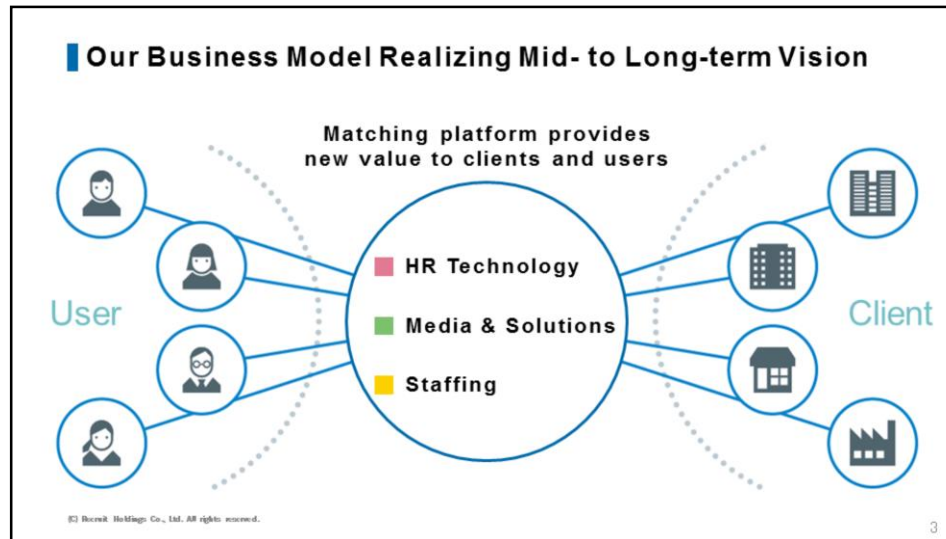 Our Business Model Realizing Mid- to Long-term Vision
Matching platform provides
new value to clients and users
HR Technology
Media & Solutions
Staffing
User
Client
(C) Recruit Holdings Co., Ltd. All rights reserved.
3